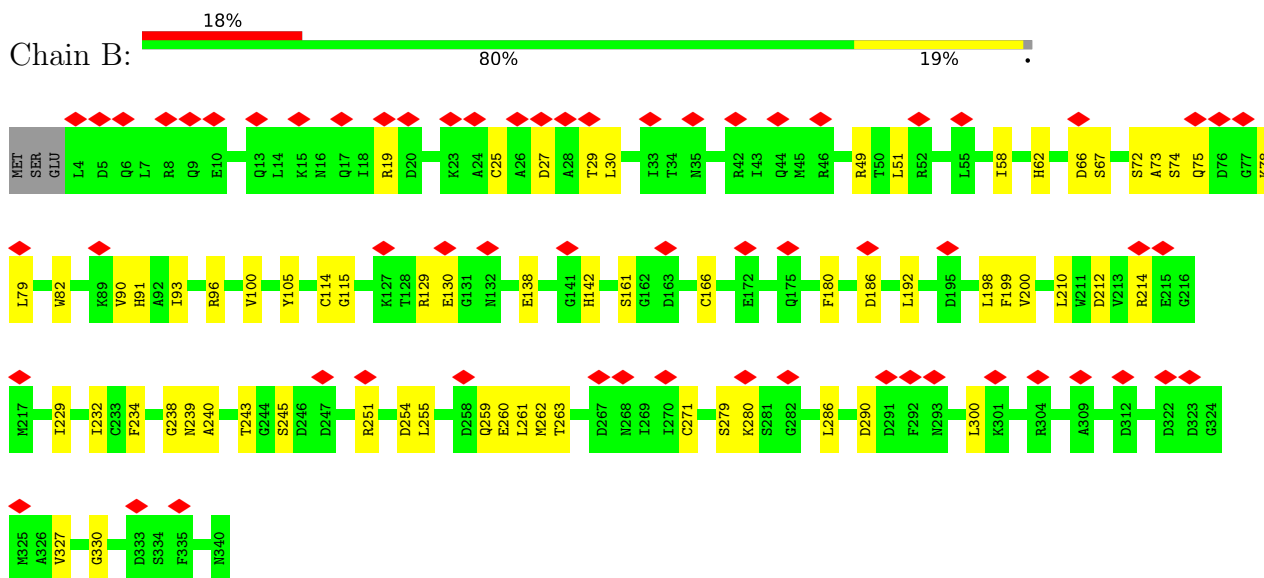 18%
Chain B:
80% 19% •
MET SER GLU L4 D5 Q6 L7 R8 Q9 E10 Q13 L14 K15 N16 Q17 I18 R19 D20 K23 A24 C25 A26 D27 A28 T29 L30 I33 T34 N35 R42 I43 Q44 M45 R46 R49 T50 L51 R52 L55 I58 H62 D66 S67 S72 A73 S74 Q75 D76 G77 K78
L79 W82 K89 V90 H91 A92 I93 R96 V100 Y105 C114 G115 K127 T128 R129 E130 G131 N132 E138 G141 H142 S161 G162 D163 C166 E172 Q175 F180 D186 L192 D195 L198 F199 V200 L210 W211 D212 V213 R214 E215 G216
M217 I229 I232 C233 F234 G238 N239 A240 T243 G244 S245 D246 D247 R251 D254 L255 D258 Q259 E260 L261 M262 T263 D267 N268 I269 I270 C271 S279 K280 S281 G282 L286 D290 D291 F292 N293 L300 K301 R304 A309 D312 D322 D323 G324
M325 A326 V327 G330 D333 S334 F335 N340